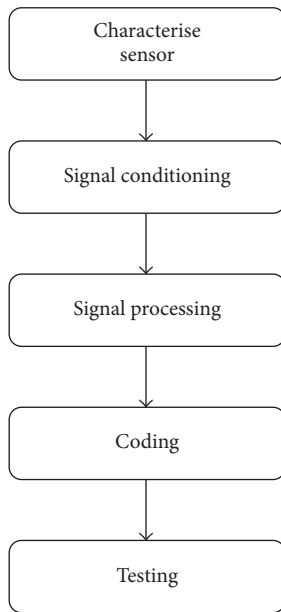 Characterise
sensor
Signal conditioning
Signal processing
Coding
Testing